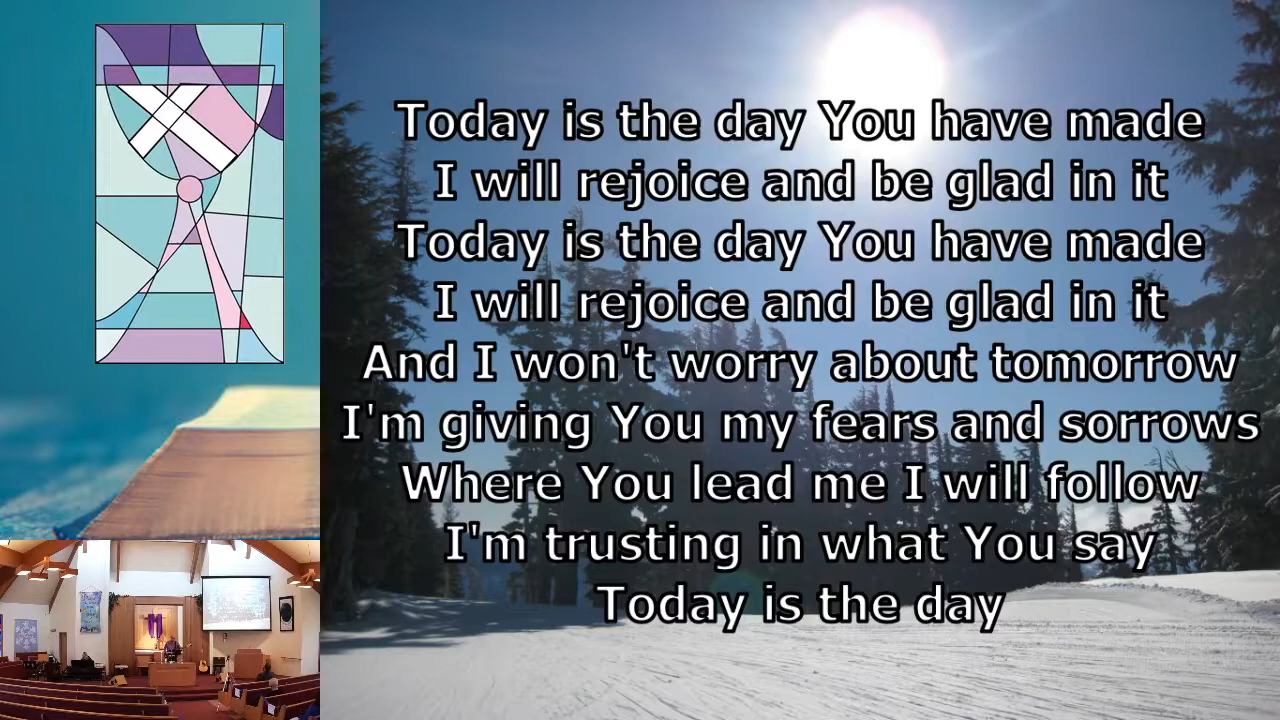 Today is the day You have made
I will rejoice and be glad in it
Today is the day You have made
I will rejoice and be glad in it
And I won't worry about tomorrow
I'm giving You my fears and sorrows
Where You lead me I will follow
I'm trusting in what You say
Today is the day